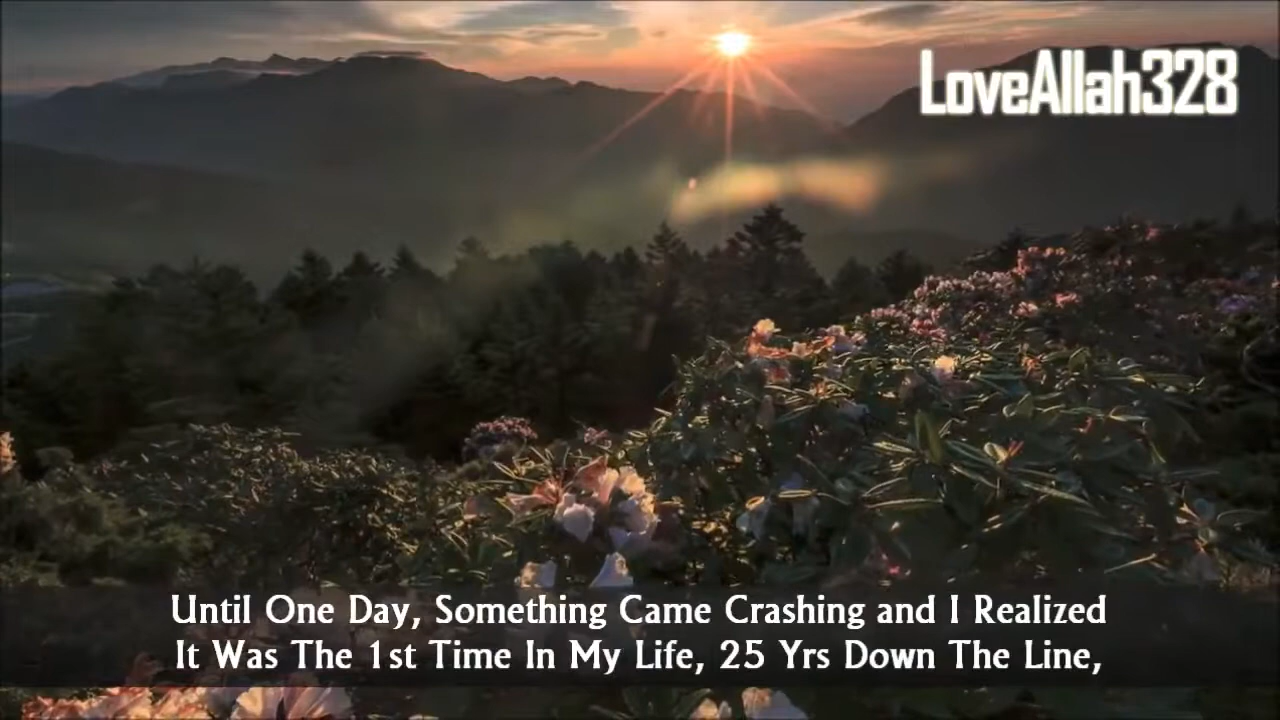 LoveAllah328
Until One Day, Something Came Crashing and I Realized
It Was The 1st Time In My Life, 25 Yrs Down The Line,